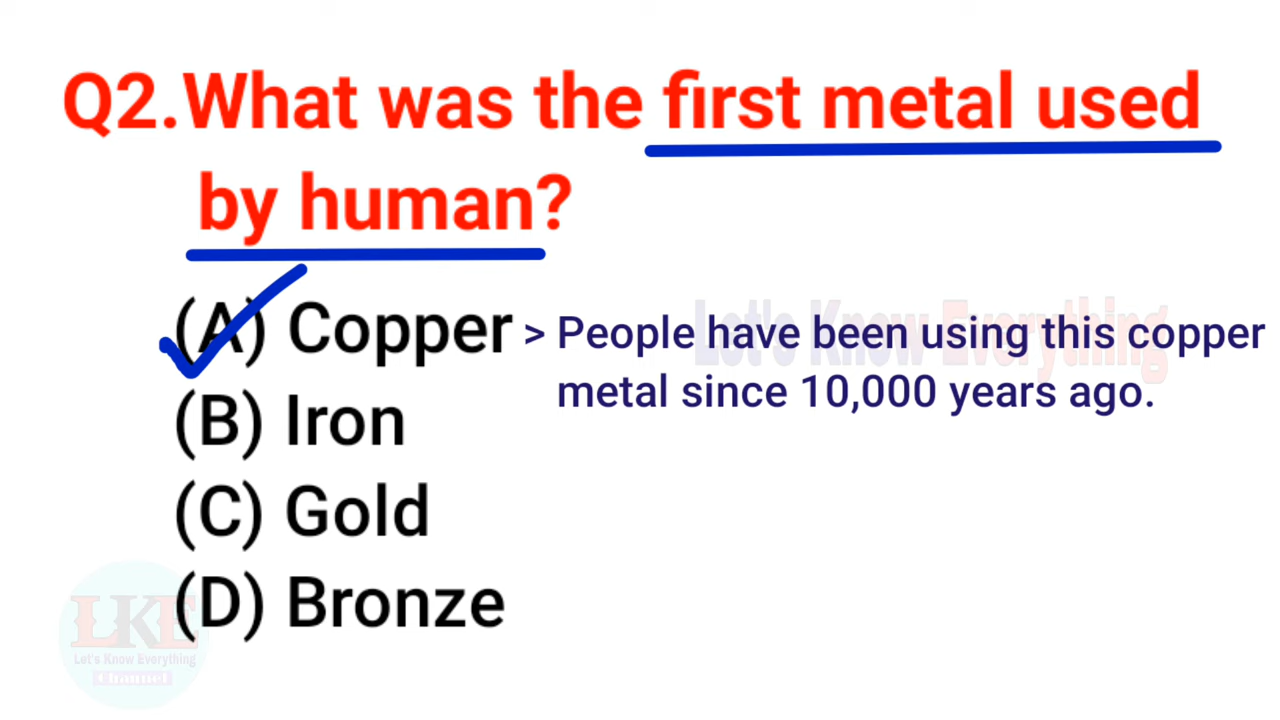 Q2.What was the first metal used
by human?
(A) Copper > People have been using this copper
metal since 10,000 years ago.
(B) Iron
(C) Gold
(D) Bronze
Let's Know Everything
LKE
Let's Know Everything
Channel